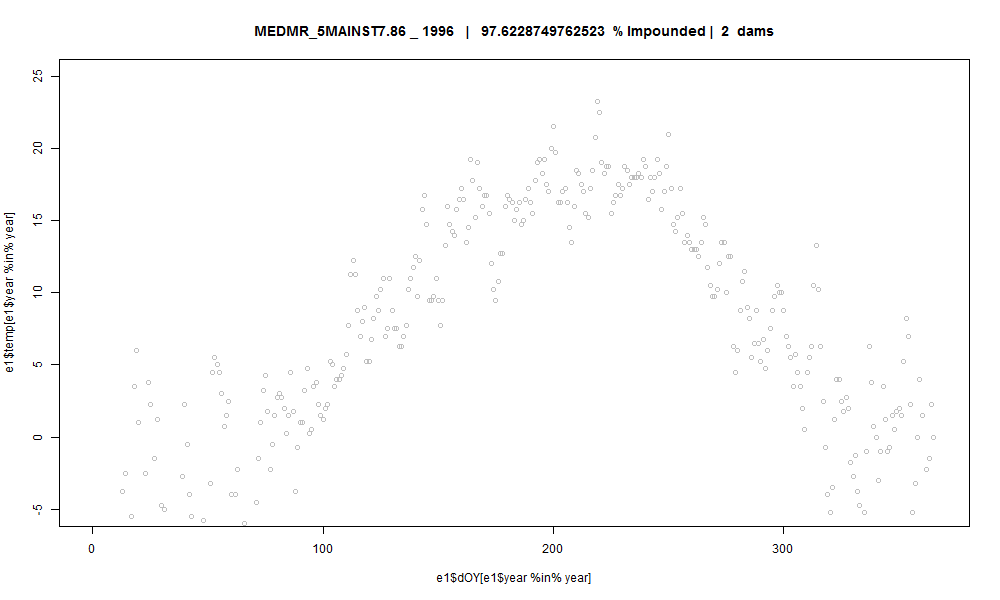 MEDMR_5MAINST7.86 _ 1996 | 97.6228749762523 % Impounded | 2 dams
25
20
15
10
5
0
-5
e1$temp[e1$year %in% year]
0 100 200 300
e1$dOY[e1$year %in% year]